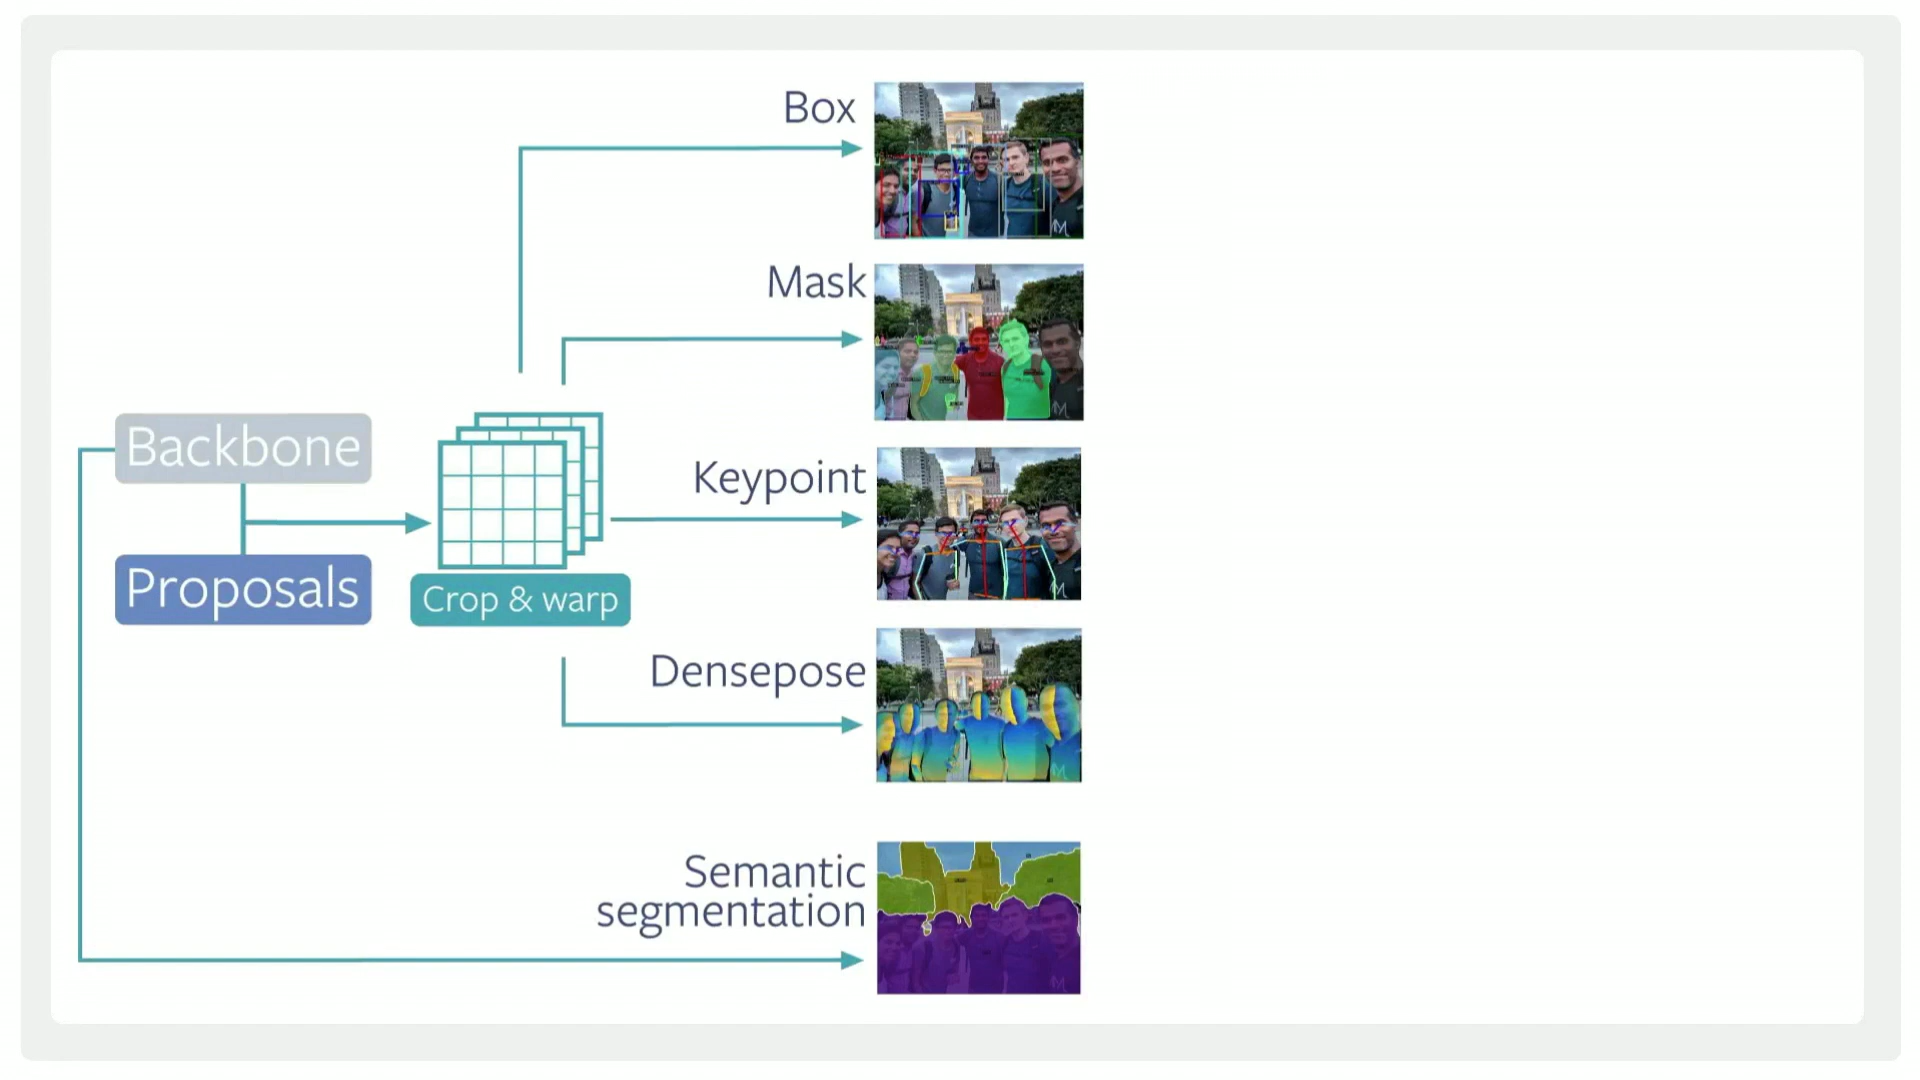 Box
Mask
Backbone
Keypoint
Proposals
Crop & warp
Densepose
Semantic
segmentation